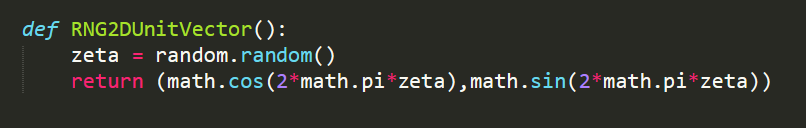 def RNG2DUnitVector():
    zeta = random.random()
    return (math.cos(2*math.pi*zeta),math.sin(2*math.pi*zeta))